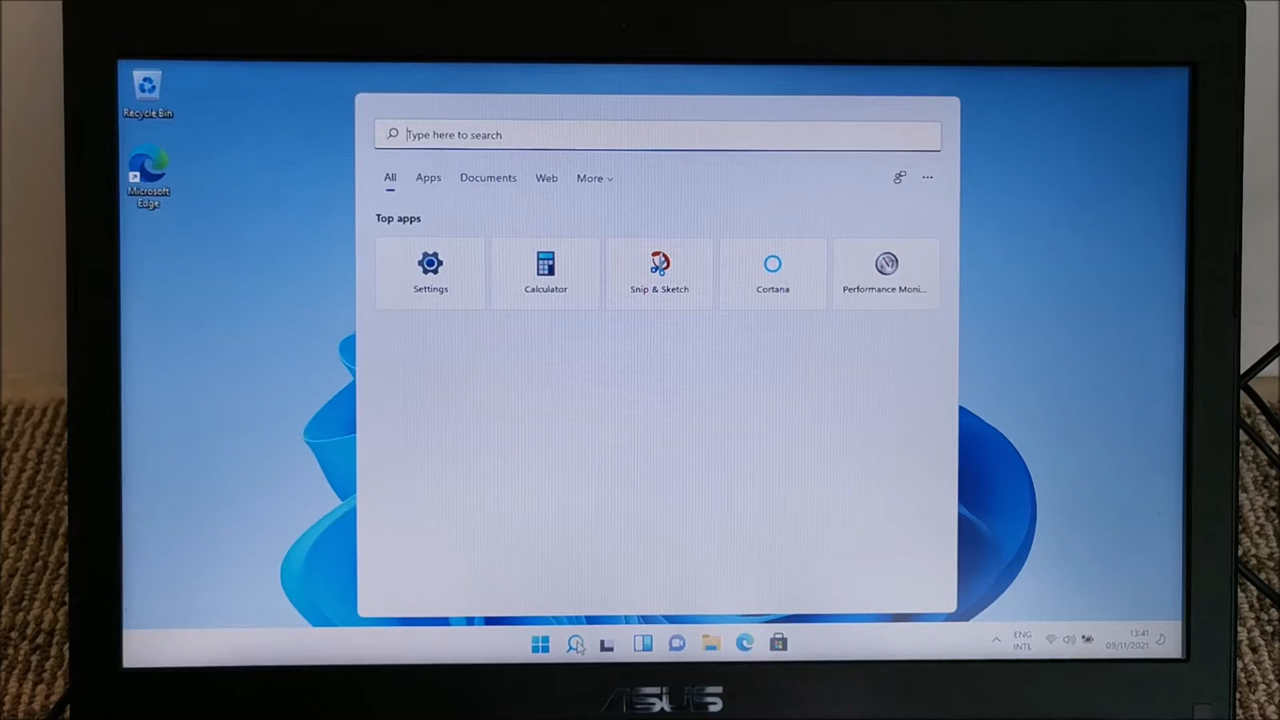 Recycle Bin
Microsoft
Edge
Type here to search
All Apps Documents Web More
Top apps
Settings
Calculator
Snip & Sketch
Cortana
Performance Moni...
ENG
INTL
13:41
09/11/2021
ASUS